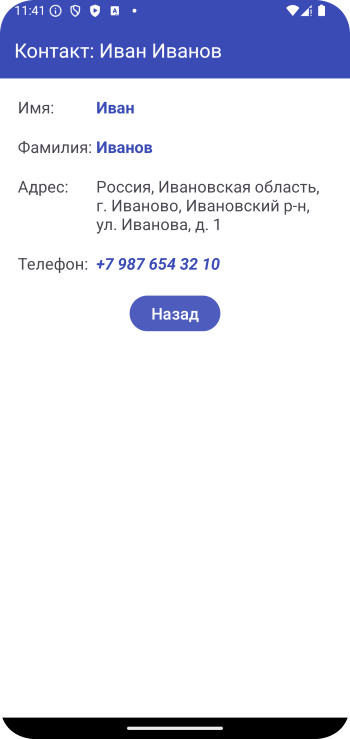 11:41
Контакт: Иван Иванов
Имя: Иван
Фамилия: Иванов
Адрес: Россия, Ивановская область,
г. Иваново, Ивановский р-н,
ул. Иванова, д. 1
Телефон: +7 987 654 32 10
Назад